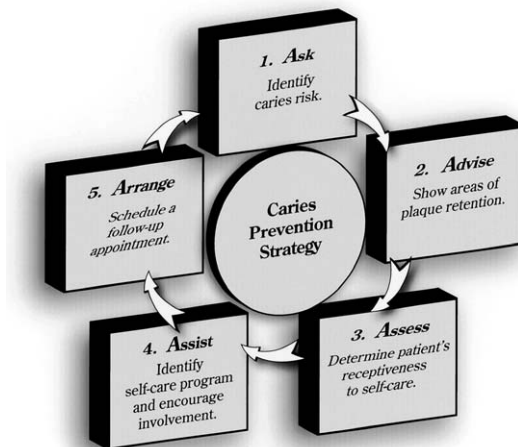 1. Ask
Identify
caries risk.
2. Advise
Show areas of
plaque retention.
3. Assess
Determine patient's
receptiveness
to self-care.
4. Assist
Identify
self-care program
and encourage
involvement.
5. Arrange
Schedule a
follow-up
appointment.
Caries
Prevention
Strategy